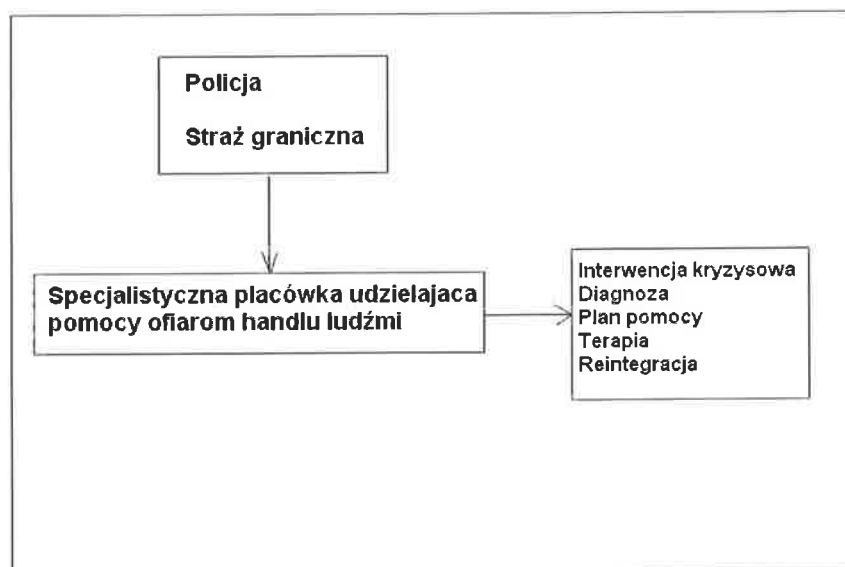 Policja
Straż graniczna
Specjalistyczna placówka udzielajaca
pomocy ofiarom handlu ludźmi
Interwencja kryzysowa
Diagnoza
Plan pomocy
Terapia
Reintegracja